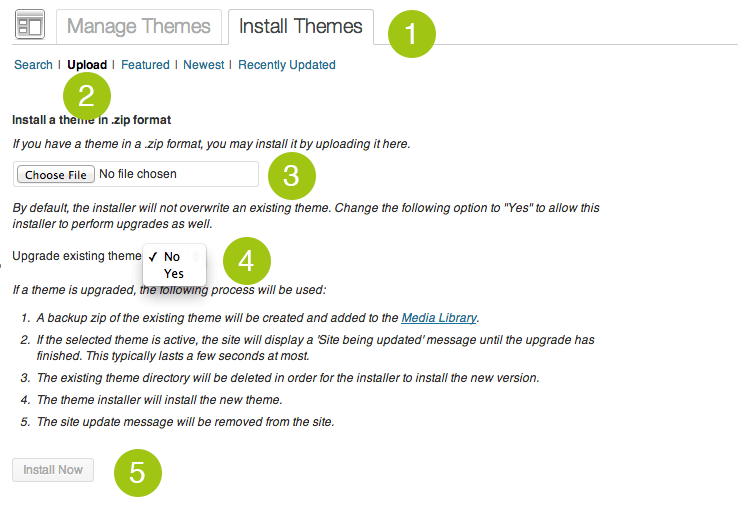 Manage Themes Install Themes 1
Search | Upload | Featured | Newest | Recently Updated
2
Install a theme in .zip format
If you have a theme in a .zip format, you may install it by uploading it here.
Choose File No file chosen 3
By default, the installer will not overwrite an existing theme. Change the following option to "Yes" to allow this
installer to perform upgrades as well.
Upgrade existing theme ✓ No 4
Yes
If a theme is upgraded, the following process will be used:
1. A backup zip of the existing theme will be created and added to the Media Library.
2. If the selected theme is active, the site will display a 'Site being updated' message until the upgrade has
finished. This typically lasts a few seconds at most.
3. The existing theme directory will be deleted in order for the installer to install the new version.
4. The theme installer will install the new theme.
5. The site update message will be removed from the site.
Install Now 5